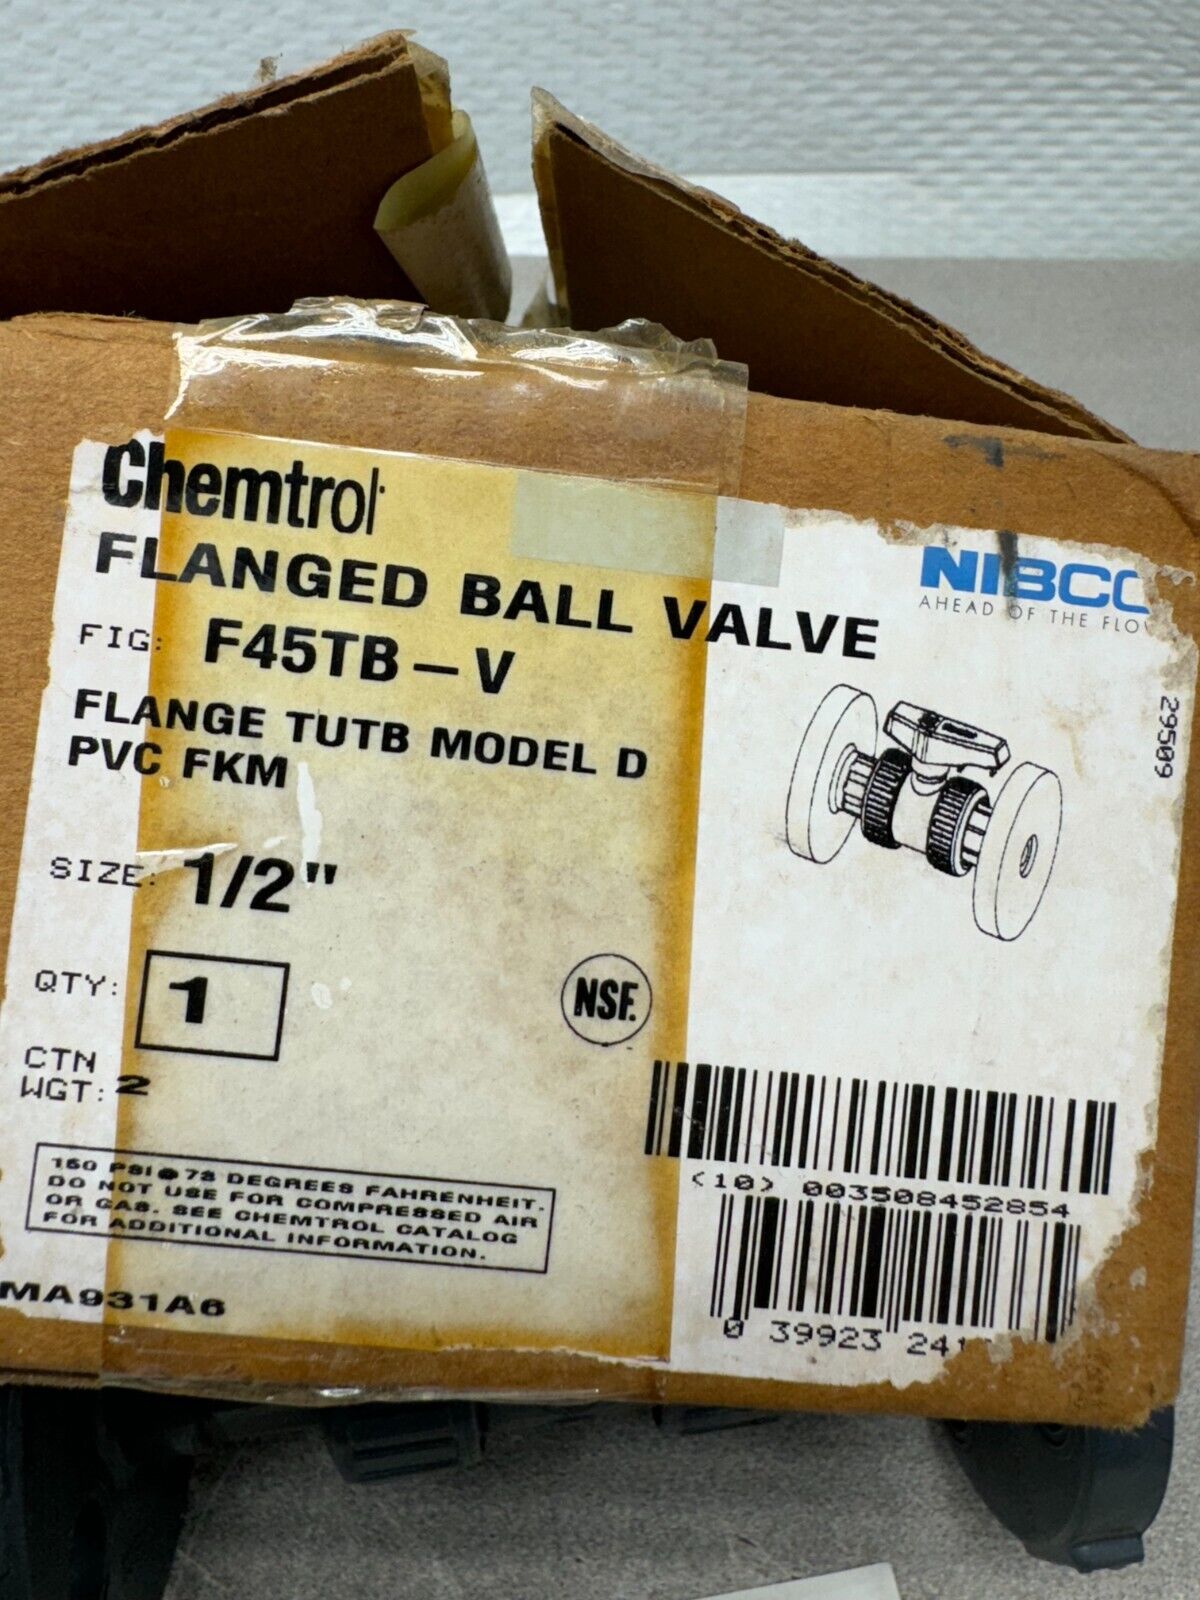 Chemtrol
NIBCO
AHEAD OF THE FLOW
FLANGED BALL VALVE
FIG: F45TB-V
FLANGE TUTB MODEL D
PVC FKM
29509
SIZE: 1/2"
QTY: 1
NSF.
CTN
WGT: 2
150 PSI @ 73 DEGREES FAHRENHEIT.
DO NOT USE FOR COMPRESSED AIR
OR GAS. SEE CHEMTROL CATALOG
FOR ADDITIONAL INFORMATION.
(10) 003508452854
0 39923 241
MA931A6